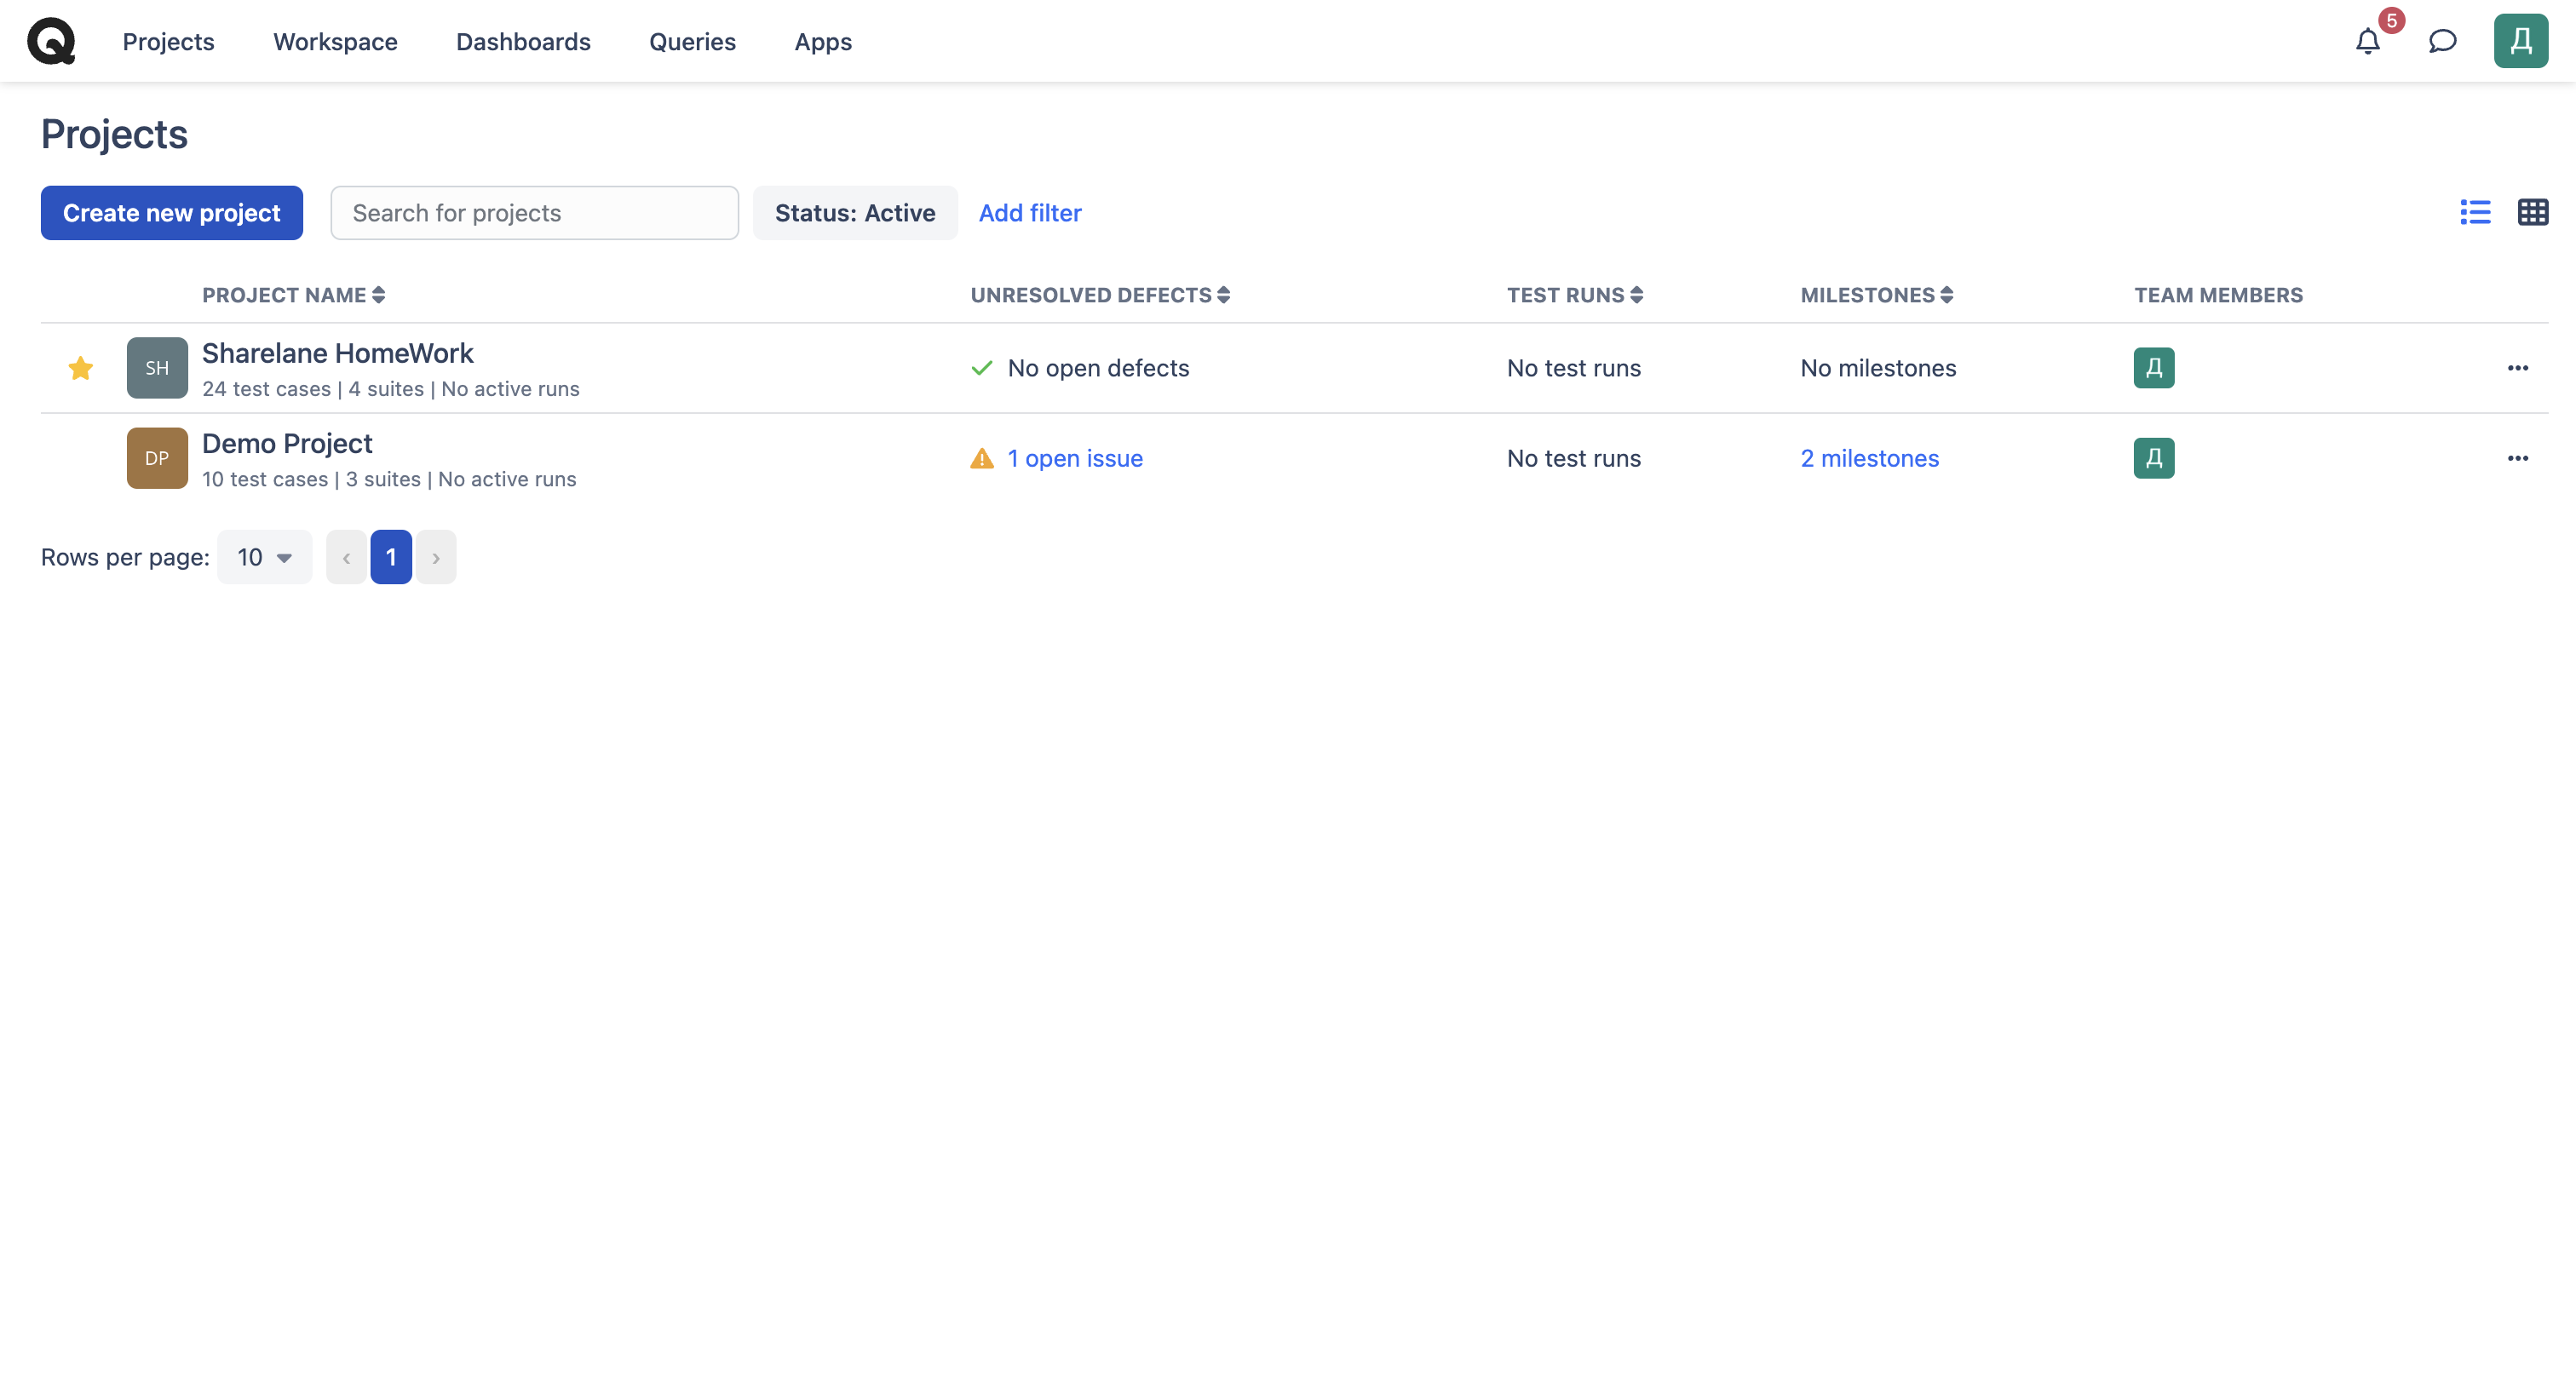 Q Projects Workspace Dashboards Queries Apps 5 Д
Projects
Create new project Search for projects Status: Active Add filter
PROJECT NAME UNRESOLVED DEFECTS TEST RUNS MILESTONES TEAM MEMBERS
SH Sharelane HomeWork No open defects No test runs No milestones Д
24 test cases | 4 suites | No active runs
DP Demo Project 1 open issue No test runs 2 milestones Д
10 test cases | 3 suites | No active runs
Rows per page: 10 ‹ 1 ›